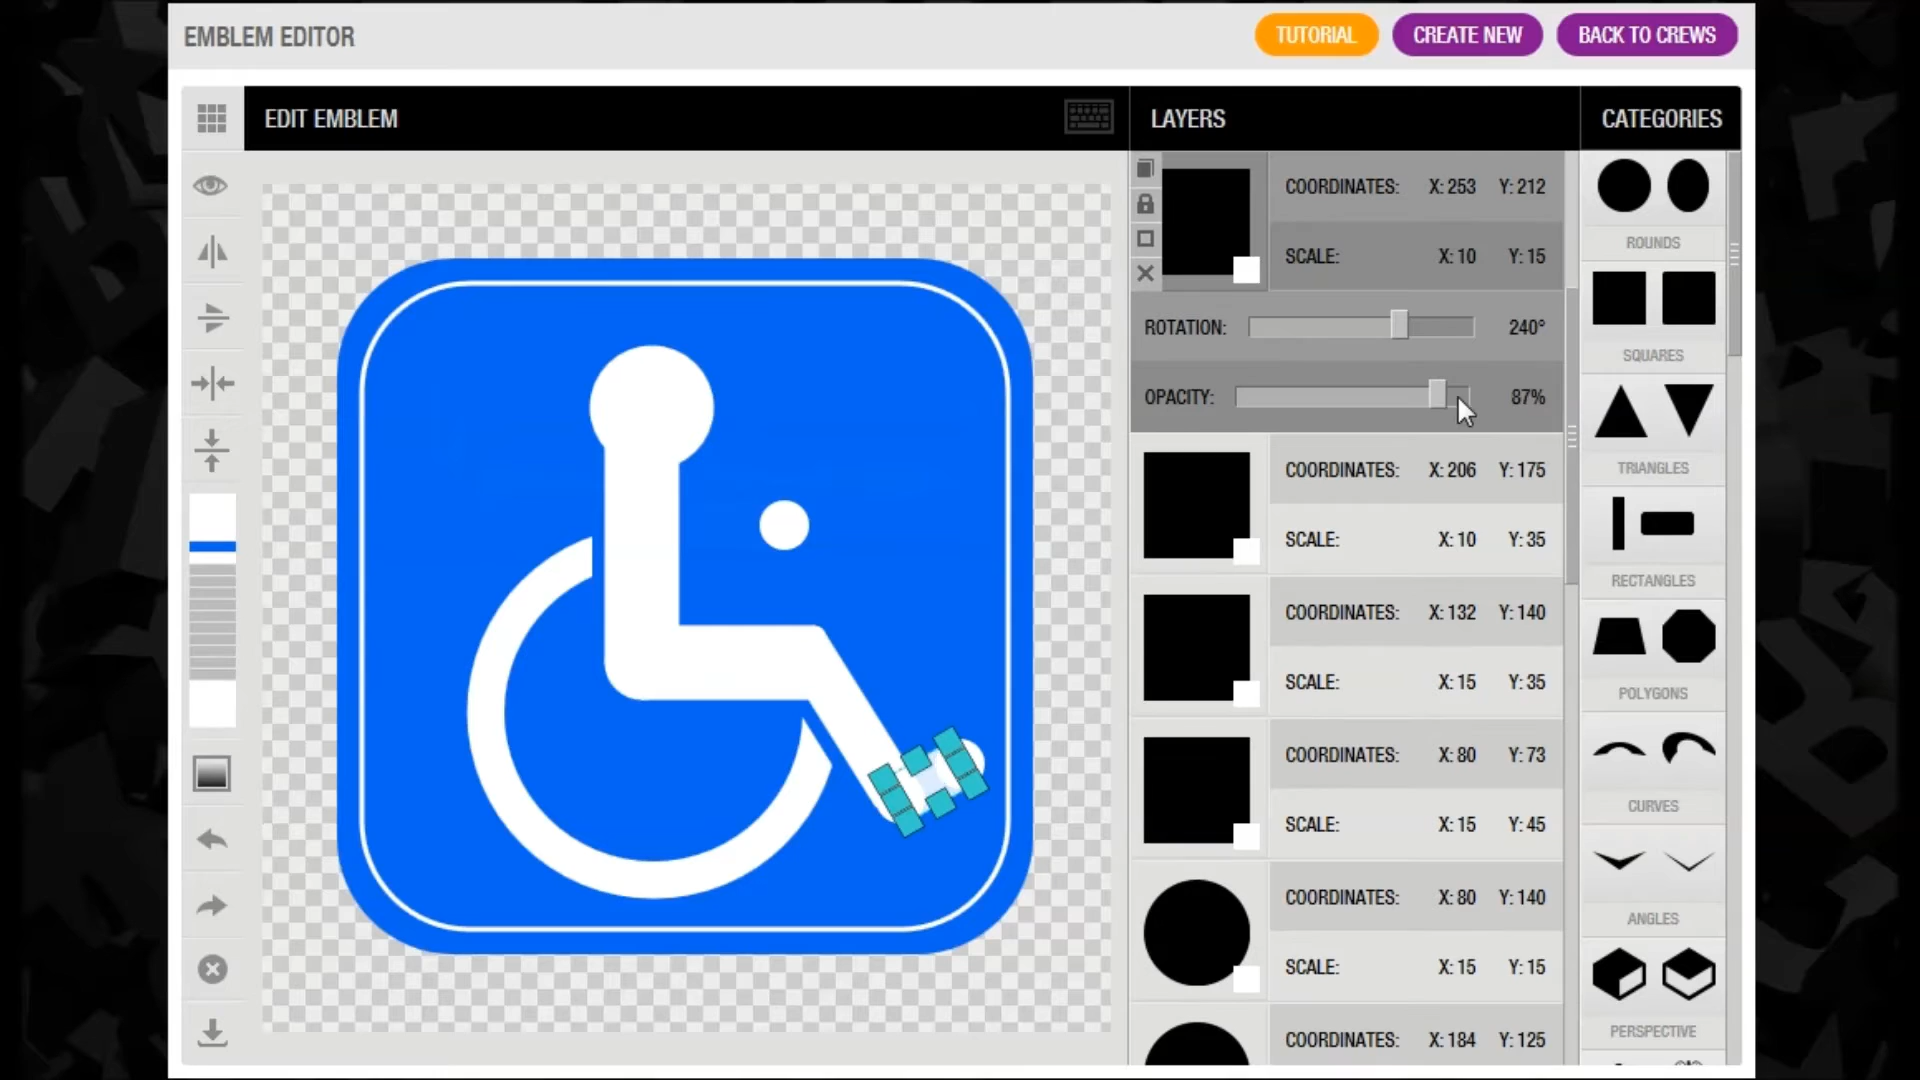 EMBLEM EDITOR
TUTORIAL
CREATE NEW
BACK TO CREWS
EDIT EMBLEM
LAYERS
CATEGORIES
COORDINATES: X: 253 Y: 212
SCALE: X: 10 Y: 15
ROTATION: 240°
OPACITY: 87%
COORDINATES: X: 206 Y: 175
SCALE: X: 10 Y: 35
COORDINATES: X: 132 Y: 140
SCALE: X: 15 Y: 35
COORDINATES: X: 80 Y: 73
SCALE: X: 15 Y: 45
COORDINATES: X: 80 Y: 140
SCALE: X: 15 Y: 15
COORDINATES: X: 184 Y: 125
ROUNDS
SQUARES
TRIANGLES
RECTANGLES
POLYGONS
CURVES
ANGLES
PERSPECTIVE